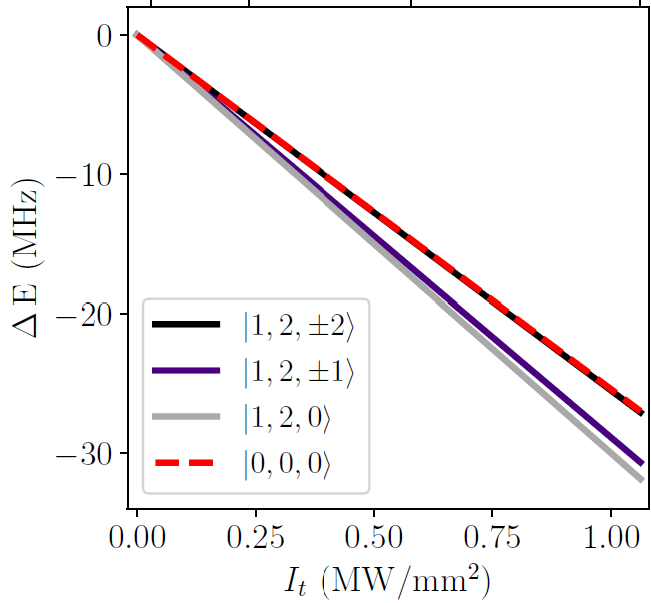 0
−10
−20
−30
Δ E (MHz)
|1, 2, ±2⟩
|1, 2, ±1⟩
|1, 2, 0⟩
|0, 0, 0⟩
0.00 0.25 0.50 0.75 1.00
I_t (MW/mm²)